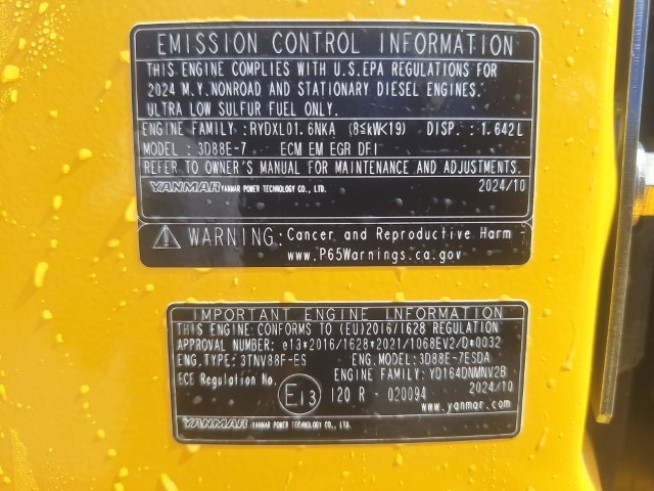 EMISSION CONTROL INFORMATION
THIS ENGINE COMPLIES WITH U.S.EPA REGULATIONS FOR
2024 M.Y.NONROAD AND STATIONARY DIESEL ENGINES.
ULTRA LOW SULFUR FUEL ONLY.
ENGINE FAMILY :RYDXL01.6NKA (8≤kW<19) DISP.:1.642L
MODEL : 3D88E-7 ECM EM EGR DFI
REFER TO OWNER'S MANUAL FOR MAINTENANCE AND ADJUSTMANTS.
YANMAR YANMAR POWER TECHNOLOGY CO., LTD. 2024/10
WARNING:Cancer and Reproductive Harm -
www.P65Warnings.ca.gov
IMPORTANT ENGINE INFORMATION
THIS ENGINE CONFORMS TO (EU)2016/1628 REGULATION
APPROVAL NUMBER: e13*2016/1628*2021/1068EV2/D*0032
ENG.TYPE: 3TNV88F-ES ENG.MODEL:3D88E-7ESDA
ENGINE FAMILY: YD164DNMNV2B
ECE Regulation No. E13 120 R - 020094 2024/10
www.yanmar.com
YANMAR YANMAR POWER TECHNOLOGY CO., LTD.